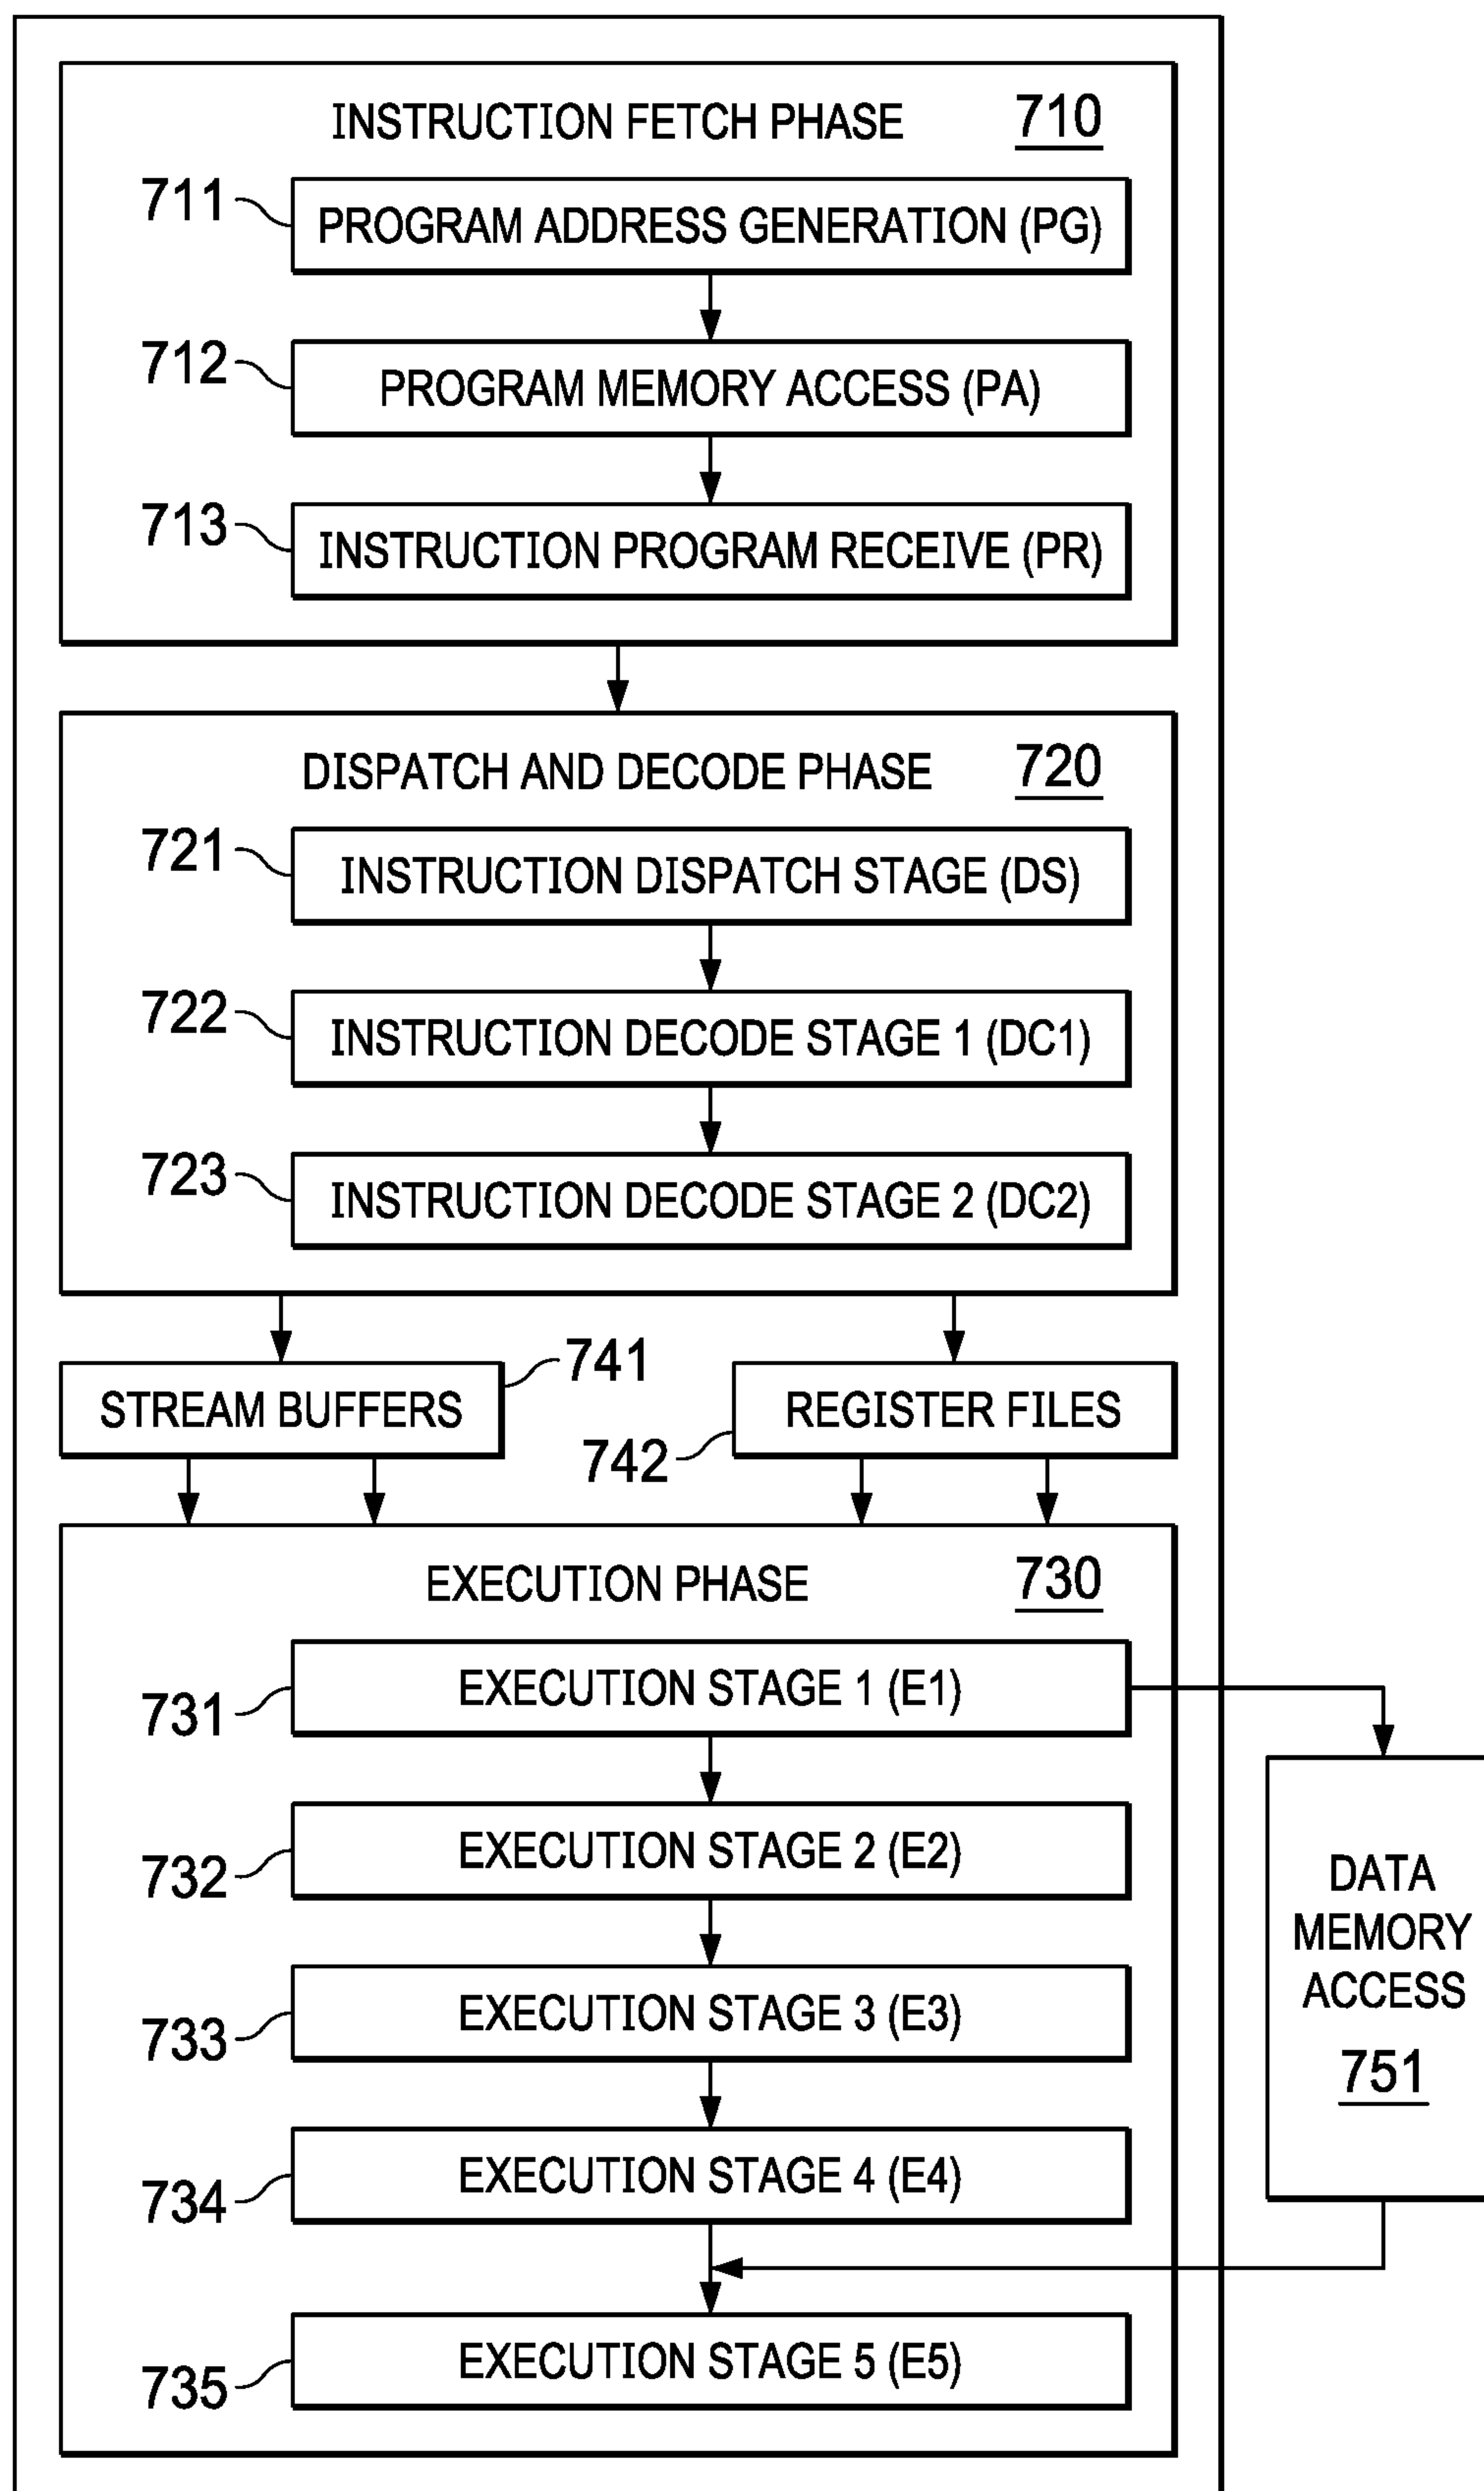 INSTRUCTION FETCH PHASE 710
711 PROGRAM ADDRESS GENERATION (PG)
712 PROGRAM MEMORY ACCESS (PA)
713 INSTRUCTION PROGRAM RECEIVE (PR)
DISPATCH AND DECODE PHASE 720
721 INSTRUCTION DISPATCH STAGE (DS)
722 INSTRUCTION DECODE STAGE 1 (DC1)
723 INSTRUCTION DECODE STAGE 2 (DC2)
STREAM BUFFERS 741
742 REGISTER FILES
EXECUTION PHASE 730
731 EXECUTION STAGE 1 (E1)
732 EXECUTION STAGE 2 (E2)
733 EXECUTION STAGE 3 (E3)
734 EXECUTION STAGE 4 (E4)
735 EXECUTION STAGE 5 (E5)
DATA
MEMORY
ACCESS
751